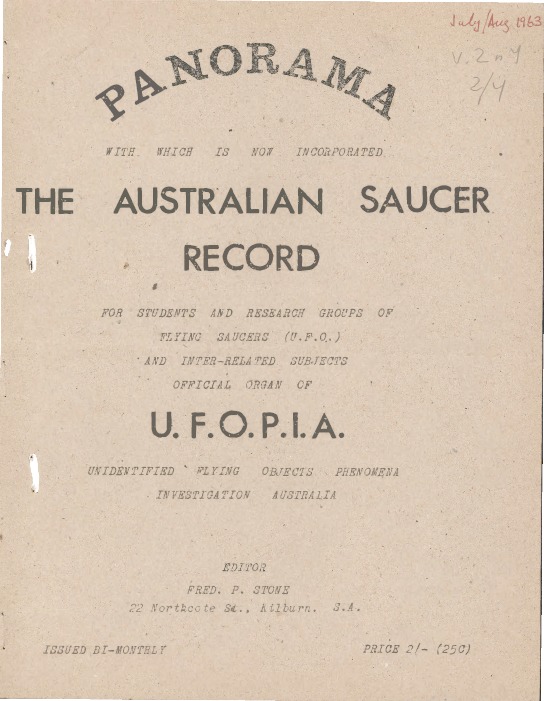 July/Aug 1963
V. 2 n 4
2/4
PANORAMA
WITH WHICH IS NOW INCORPORATED
THE AUSTRALIAN SAUCER
RECORD
FOR STUDENTS AND RESEARCH GROUPS OF
FLYING SAUCERS (U.F.O.)
AND INTER-RELATED SUBJECTS
OFFICIAL ORGAN OF
U.F.O.P.I.A.
UNIDENTIFIED FLYING OBJECTS PHENOMENA
INVESTIGATION AUSTRALIA
EDITOR
FRED. P. STONE
22 Northcote St., Kilburn. S.A.
ISSUED BI-MONTHLY PRICE 2/- (25C)